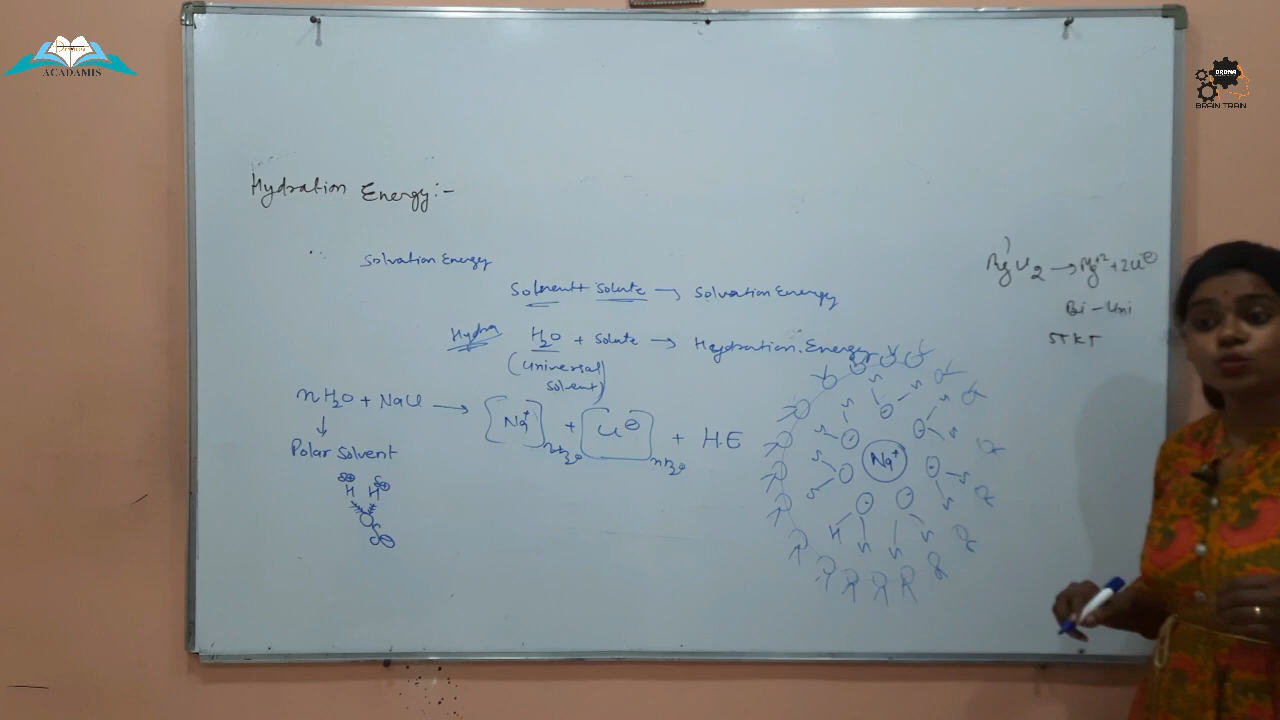 ACADAMIS
DRONA
BRAIN TRAIN
Hydration Energy:-
Solvation Energy
Solvent + Solute → Solvation Energy
Hydra H₂O + Solute → Hydration Energy
(Universal
Solvent)
nH₂O + NaCl → [Na⁺]nH₂O + [Cl⊖]nH₂O + H.E
↓
Polar Solvent
δ⊕ δ⊕
H H
δ⊖
Na⁺
MgCl₂ → Mg⁺² + 2Cl⊖
Bi - Uni